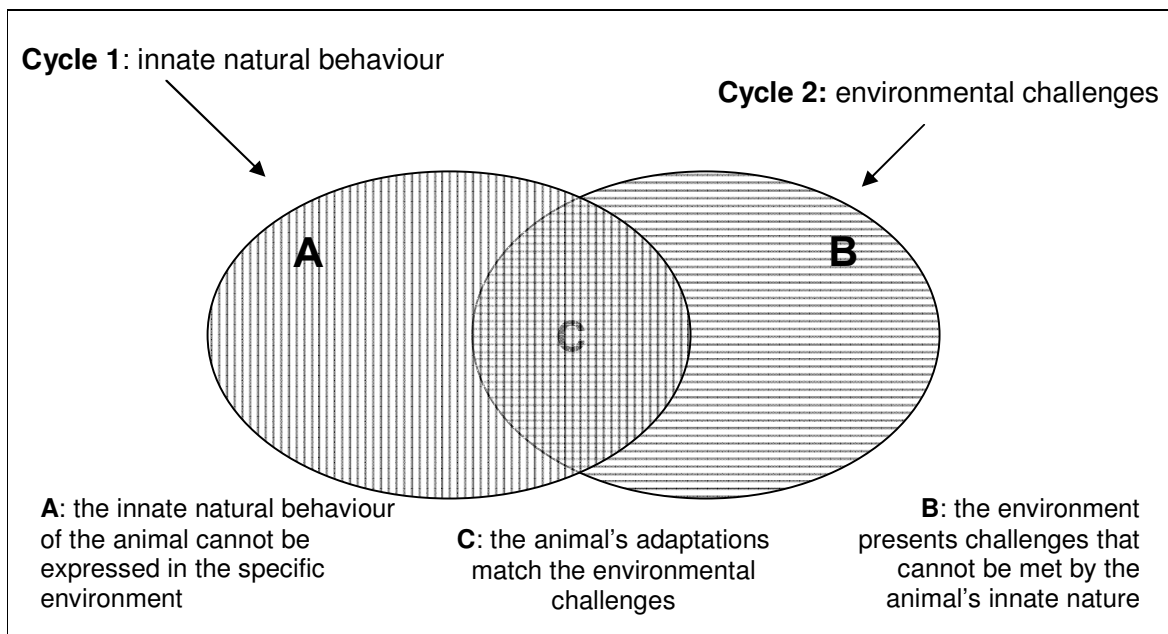 Cycle 1: innate natural behaviour
Cycle 2: environmental challenges
A
B
C
A: the innate natural behaviour
of the animal cannot be
expressed in the specific
environment
C: the animal's adaptations
match the environmental
challenges
B: the environment
presents challenges that
cannot be met by the
animal's innate nature